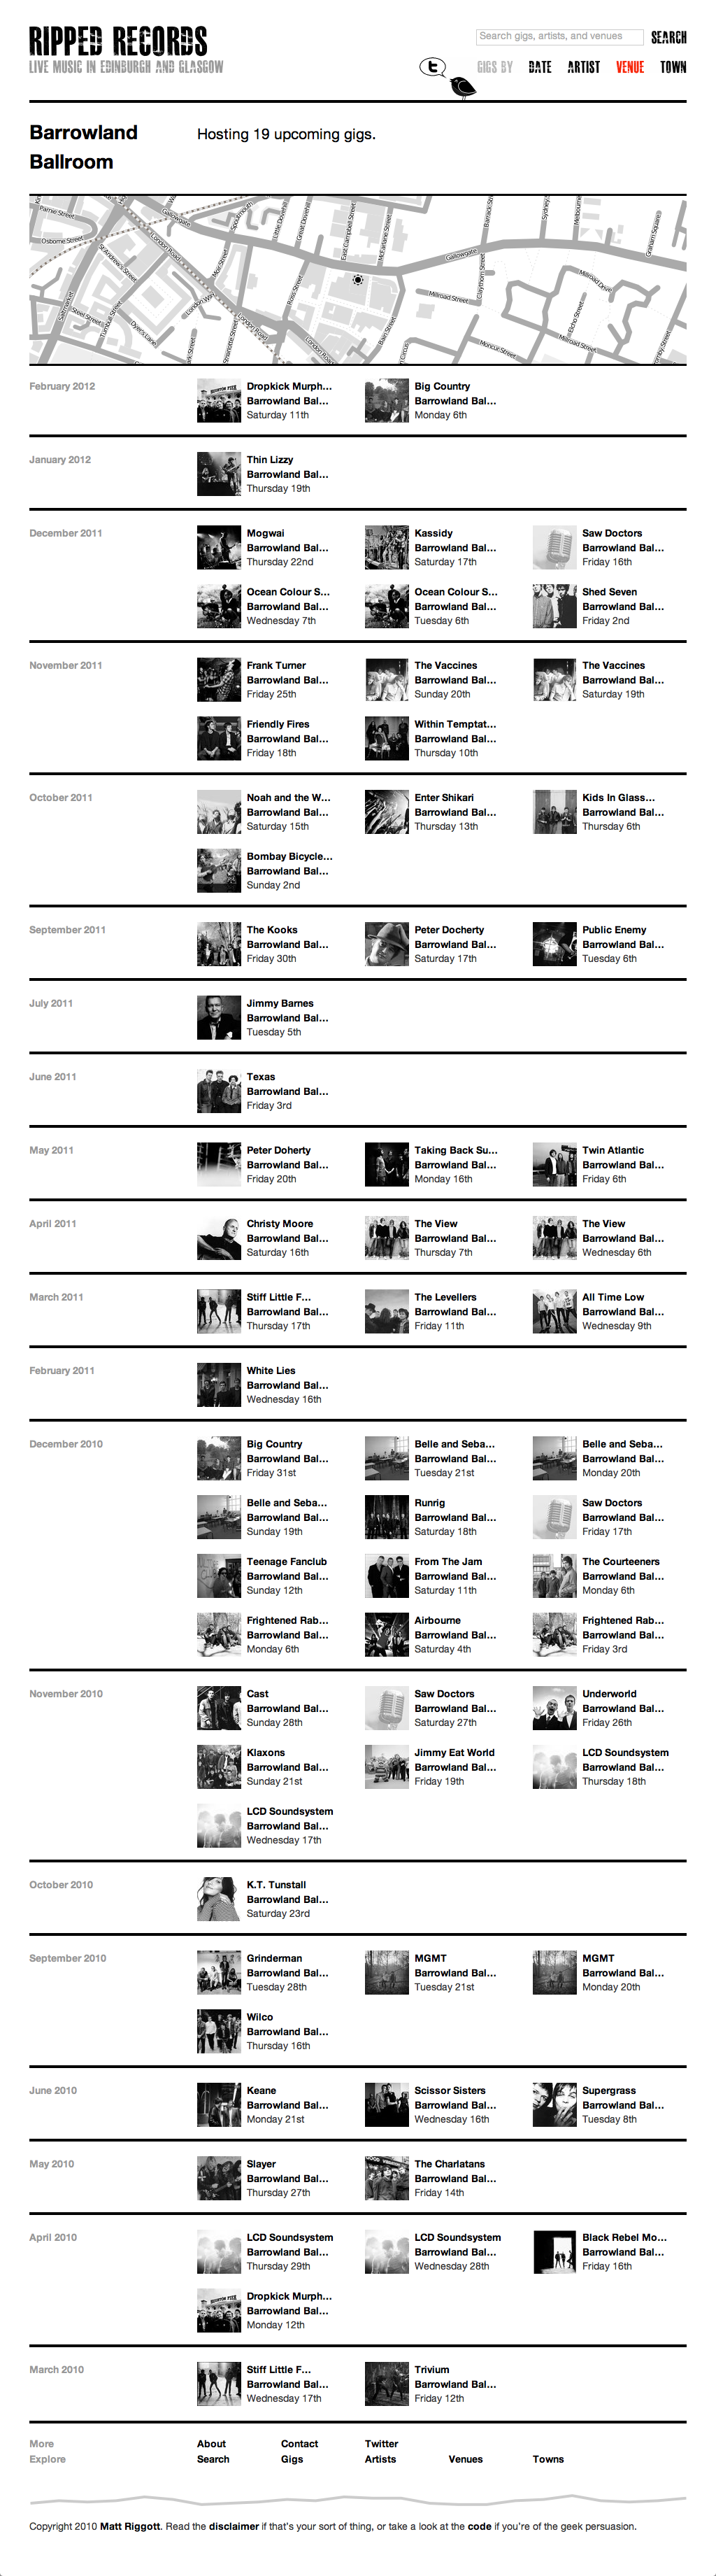 RIPPED RECORDS
LIVE MUSIC IN EDINBURGH AND GLASGOW
Search gigs, artists, and venues
SEARCH
GIGS BY
DATE
ARTIST
VENUE
TOWN
Barrowland
Ballroom
Hosting 19 upcoming gigs.
Parnie Street
Osborne Street
Gallowgate
London Road
St Andrew's Street
Saltmarket
Steel Street
Turnbull Street
Moir Street
Little Dovehill
Great Dovehill
East Campbell Street
McFarlane Street
Ross Street
London Road
London Road
Bain Street
Gallowgate
Millroad Street
Claythorn Street
Millroad Drive
Millroad Street
Moncur Street
Graham Square
February 2012
Dropkick Murph...
Barrowland Bal...
Saturday 11th
Big Country
Barrowland Bal...
Monday 6th
January 2012
Thin Lizzy
Barrowland Bal...
Thursday 19th
December 2011
Mogwai
Barrowland Bal...
Thursday 22nd
Kassidy
Barrowland Bal...
Saturday 17th
Saw Doctors
Barrowland Bal...
Friday 16th
Ocean Colour S...
Barrowland Bal...
Wednesday 7th
Ocean Colour S...
Barrowland Bal...
Tuesday 6th
Shed Seven
Barrowland Bal...
Friday 2nd
November 2011
Frank Turner
Barrowland Bal...
Friday 25th
The Vaccines
Barrowland Bal...
Sunday 20th
The Vaccines
Barrowland Bal...
Saturday 19th
Friendly Fires
Barrowland Bal...
Friday 18th
Within Temptat...
Barrowland Bal...
Thursday 10th
October 2011
Noah and the W...
Barrowland Bal...
Saturday 15th
Enter Shikari
Barrowland Bal...
Thursday 13th
Kids In Glass...
Barrowland Bal...
Thursday 6th
Bombay Bicycle...
Barrowland Bal...
Sunday 2nd
September 2011
The Kooks
Barrowland Bal...
Friday 30th
Peter Docherty
Barrowland Bal...
Saturday 17th
Public Enemy
Barrowland Bal...
Tuesday 6th
July 2011
Jimmy Barnes
Barrowland Bal...
Tuesday 5th
June 2011
Texas
Barrowland Bal...
Friday 3rd
May 2011
Peter Doherty
Barrowland Bal...
Friday 20th
Taking Back Su...
Barrowland Bal...
Monday 16th
Twin Atlantic
Barrowland Bal...
Friday 6th
April 2011
Christy Moore
Barrowland Bal...
Saturday 16th
The View
Barrowland Bal...
Thursday 7th
The View
Barrowland Bal...
Wednesday 6th
March 2011
Stiff Little F...
Barrowland Bal...
Thursday 17th
The Levellers
Barrowland Bal...
Friday 11th
All Time Low
Barrowland Bal...
Wednesday 9th
February 2011
White Lies
Barrowland Bal...
Wednesday 16th
December 2010
Big Country
Barrowland Bal...
Friday 31st
Belle and Seba...
Barrowland Bal...
Tuesday 21st
Belle and Seba...
Barrowland Bal...
Monday 20th
Belle and Seba...
Barrowland Bal...
Sunday 19th
Runrig
Barrowland Bal...
Saturday 18th
Saw Doctors
Barrowland Bal...
Friday 17th
Teenage Fanclub
Barrowland Bal...
Sunday 12th
From The Jam
Barrowland Bal...
Saturday 11th
The Courteeners
Barrowland Bal...
Monday 6th
Frightened Rab...
Barrowland Bal...
Monday 6th
Airbourne
Barrowland Bal...
Saturday 4th
Frightened Rab...
Barrowland Bal...
Friday 3rd
November 2010
Cast
Barrowland Bal...
Sunday 28th
Saw Doctors
Barrowland Bal...
Saturday 27th
Underworld
Barrowland Bal...
Friday 26th
Klaxons
Barrowland Bal...
Sunday 21st
Jimmy Eat World
Barrowland Bal...
Friday 19th
LCD Soundsystem
Barrowland Bal...
Thursday 18th
LCD Soundsystem
Barrowland Bal...
Wednesday 17th
October 2010
K.T. Tunstall
Barrowland Bal...
Saturday 23rd
September 2010
Grinderman
Barrowland Bal...
Tuesday 28th
MGMT
Barrowland Bal...
Tuesday 21st
MGMT
Barrowland Bal...
Monday 20th
Wilco
Barrowland Bal...
Thursday 16th
June 2010
Keane
Barrowland Bal...
Monday 21st
Scissor Sisters
Barrowland Bal...
Wednesday 16th
Supergrass
Barrowland Bal...
Tuesday 8th
May 2010
Slayer
Barrowland Bal...
Thursday 27th
The Charlatans
Barrowland Bal...
Friday 14th
April 2010
LCD Soundsystem
Barrowland Bal...
Thursday 29th
LCD Soundsystem
Barrowland Bal...
Wednesday 28th
Black Rebel Mo...
Barrowland Bal...
Friday 16th
Dropkick Murph...
Barrowland Bal...
Monday 12th
March 2010
Stiff Little F...
Barrowland Bal...
Wednesday 17th
Trivium
Barrowland Bal...
Friday 12th
More
About
Contact
Twitter
Explore
Search
Gigs
Artists
Venues
Towns
Copyright 2010 Matt Riggott. Read the disclaimer if that's your sort of thing, or take a look at the code if you're of the geek persuasion.